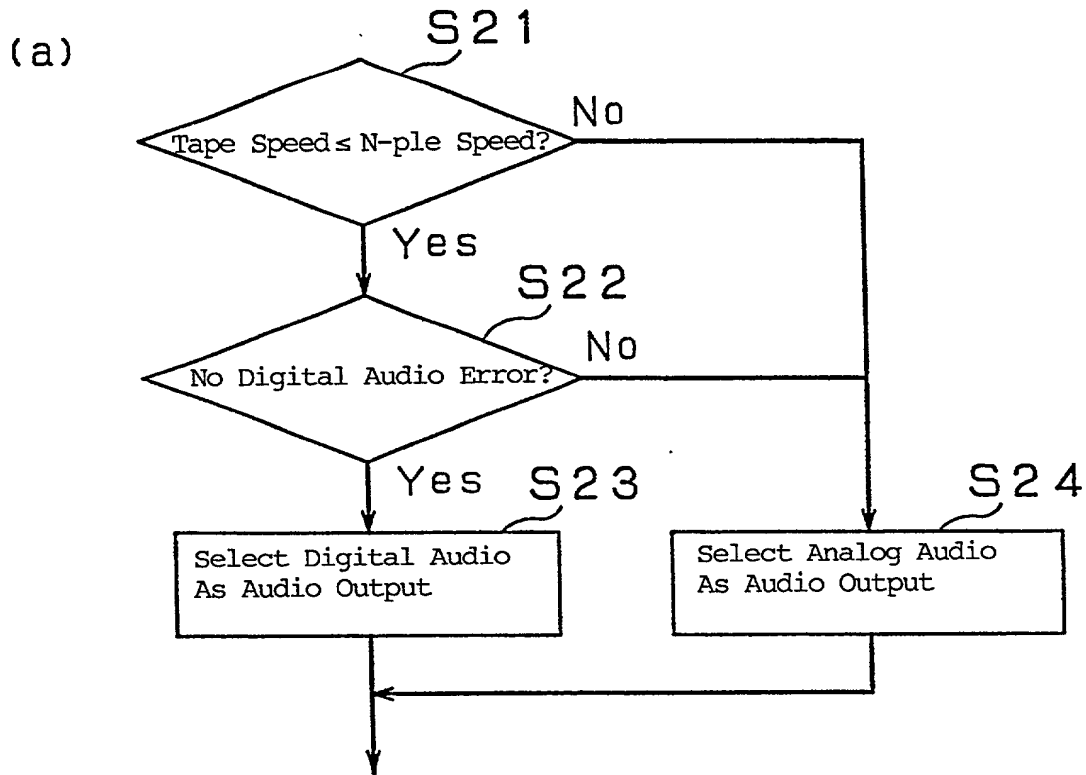 (a)
S21
Tape Speed ≤ N-ple Speed?
No
Yes
S22
No Digital Audio Error?
No
Yes
S23
S24
Select Digital Audio
As Audio Output
Select Analog Audio
As Audio Output